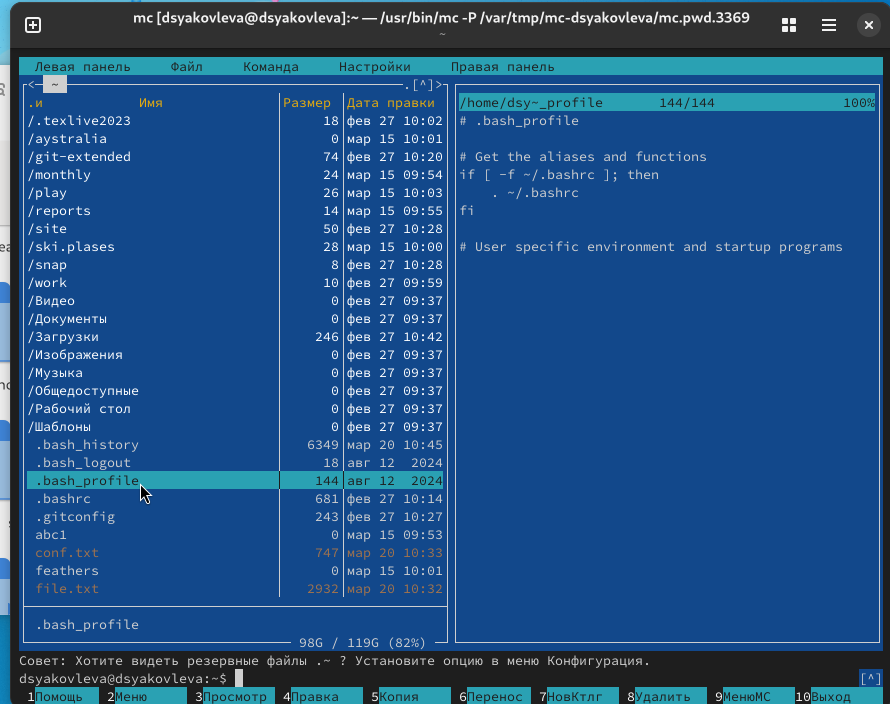 mc [dsyakovleva@dsyakovleva]:~ — /usr/bin/mc -P /var/tmp/mc-dsyakovleva/mc.pwd.3369
~
Левая панель Файл Команда Настройки Правая панель
<─ ~ .[^]>
.и Имя Размер Дата правки
/.texlive2023 18 фев 27 10:02
/aystralia 0 мар 15 10:01
/git-extended 74 фев 27 10:20
/monthly 24 мар 15 09:54
/play 26 мар 15 10:03
/reports 14 мар 15 09:55
/site 50 фев 27 10:28
/ski.plases 28 мар 15 10:00
/snap 8 фев 27 10:28
/work 10 фев 27 09:59
/Видео 0 фев 27 09:37
/Документы 0 фев 27 09:37
/Загрузки 246 фев 27 10:42
/Изображения 0 фев 27 09:37
/Музыка 0 фев 27 09:37
/Общедоступные 0 фев 27 09:37
/Рабочий стол 0 фев 27 09:37
/Шаблоны 0 фев 27 09:37
.bash_history 6349 мар 20 10:45
.bash_logout 18 авг 12 2024
.bash_profile 144 авг 12 2024
.bashrc 681 фев 27 10:14
.gitconfig 243 фев 27 10:27
abc1 0 мар 15 09:53
conf.txt 747 мар 20 10:33
feathers 0 мар 15 10:01
file.txt 2932 мар 20 10:32
.bash_profile
98G / 119G (82%)
/home/dsy~_profile 144/144 100%
# .bash_profile
# Get the aliases and functions
if [ -f ~/.bashrc ]; then
. ~/.bashrc
fi
# User specific environment and startup programs
Совет: Хотите видеть резервные файлы .~ ? Установите опцию в меню Конфигурация.
dsyakovleva@dsyakovleva:~$ [^]
1Помощь 2Меню 3Просмотр 4Правка 5Копия 6Перенос 7НовКтлг 8Удалить 9МенюМС 10Выход